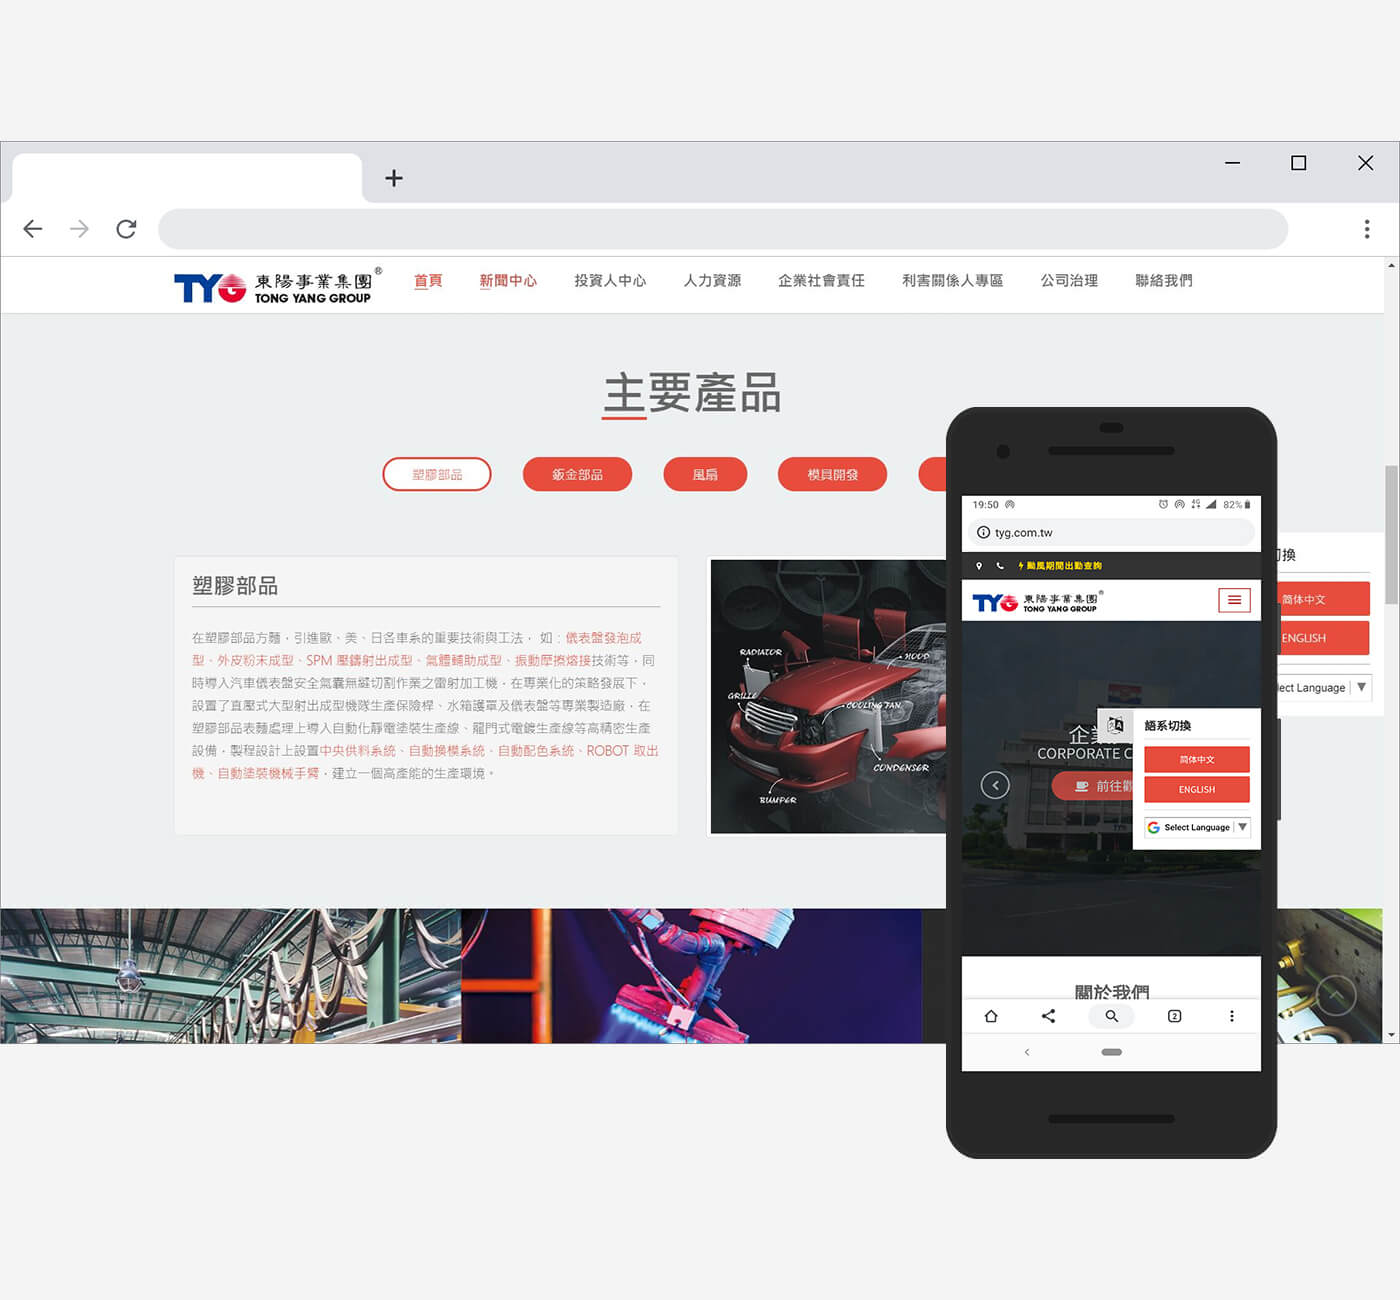 TYG 東陽事業集團®
TONG YANG GROUP
首頁 新聞中心 投資人中心 人力資源 企業社會責任 利害關係人專區 公司治理 聯絡我們
主要產品
塑膠部品 鈑金部品 風扇 模具開發
塑膠部品
在塑膠部品方麵，引進歐、美、日名車系的重要技術與工法， 如：儀表盤發泡成
型、外皮粉末成型、SPM 壓鑄射出成型、氣體輔助成型、振動摩擦熔接技術等，同
時導入汽車儀表盤安全氣囊無縫切割作業之雷射加工機，在專業化的策略發展下，
設置了直壓式大型射出成型機隊生產保險桿、水箱護罩及儀表盤等專業製造廠，在
塑膠部品表麵處理上導入自動化靜電塗裝生產線、龍門式電鍍生產線等高精密生產
設備，製程設計上設置中央供料系統、自動換模系統、自動配色系統、ROBOT 取出
機、自動塗裝機械手臂，建立一個高產能的生產環境。
RADIATOR
HOOD
GRILLE
COOLING FAN
CONDENSER
BUMPER
切換
简体中文
ENGLISH
ect Language ▼
19:50 4G 82%
tyg.com.tw
颱風期間出勤查詢
TYG 東陽事業集團®
TONG YANG GROUP
企業
CORPORATE C
前往觀
語系切換
简体中文
ENGLISH
Select Language ▼
關於我們
2